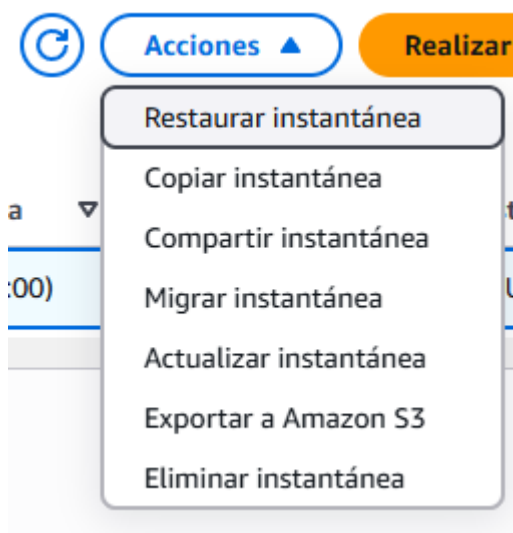 Acciones
Realizar
Restaurar instantánea
Copiar instantánea
a
Compartir instantánea
:00)
Migrar instantánea
Actualizar instantánea
Exportar a Amazon S3
Eliminar instantánea